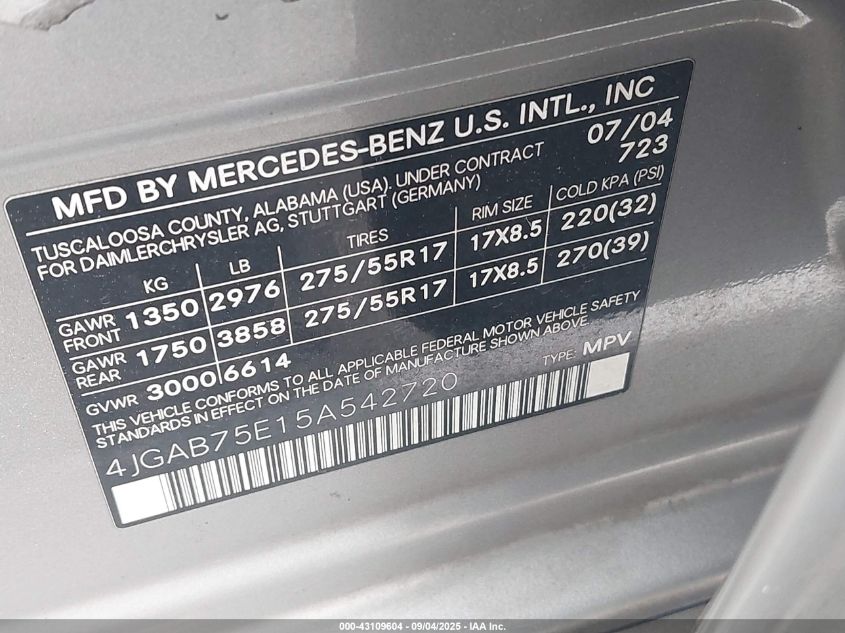 MFD BY MERCEDES-BENZ U.S. INTL., INC
TUSCALOOSA COUNTY, ALABAMA (USA). UNDER CONTRACT 07/04
FOR DAIMLERCHRYSLER AG, STUTTGART (GERMANY) 723
KG LB TIRES RIM SIZE COLD KPA (PSI)
GAWR FRONT 1350 2976 275/55R17 17X8.5 220(32)
GAWR REAR 1750 3858 275/55R17 17X8.5 270(39)
GVWR 3000 6614
THIS VEHICLE CONFORMS TO ALL APPLICABLE FEDERAL MOTOR VEHICLE SAFETY
STANDARDS IN EFFECT ON THE DATE OF MANUFACTURE SHOWN ABOVE.
4JGAB75E15A542720 TYPE: MPV
000-43109604 - 09/04/2025 - IAA Inc.